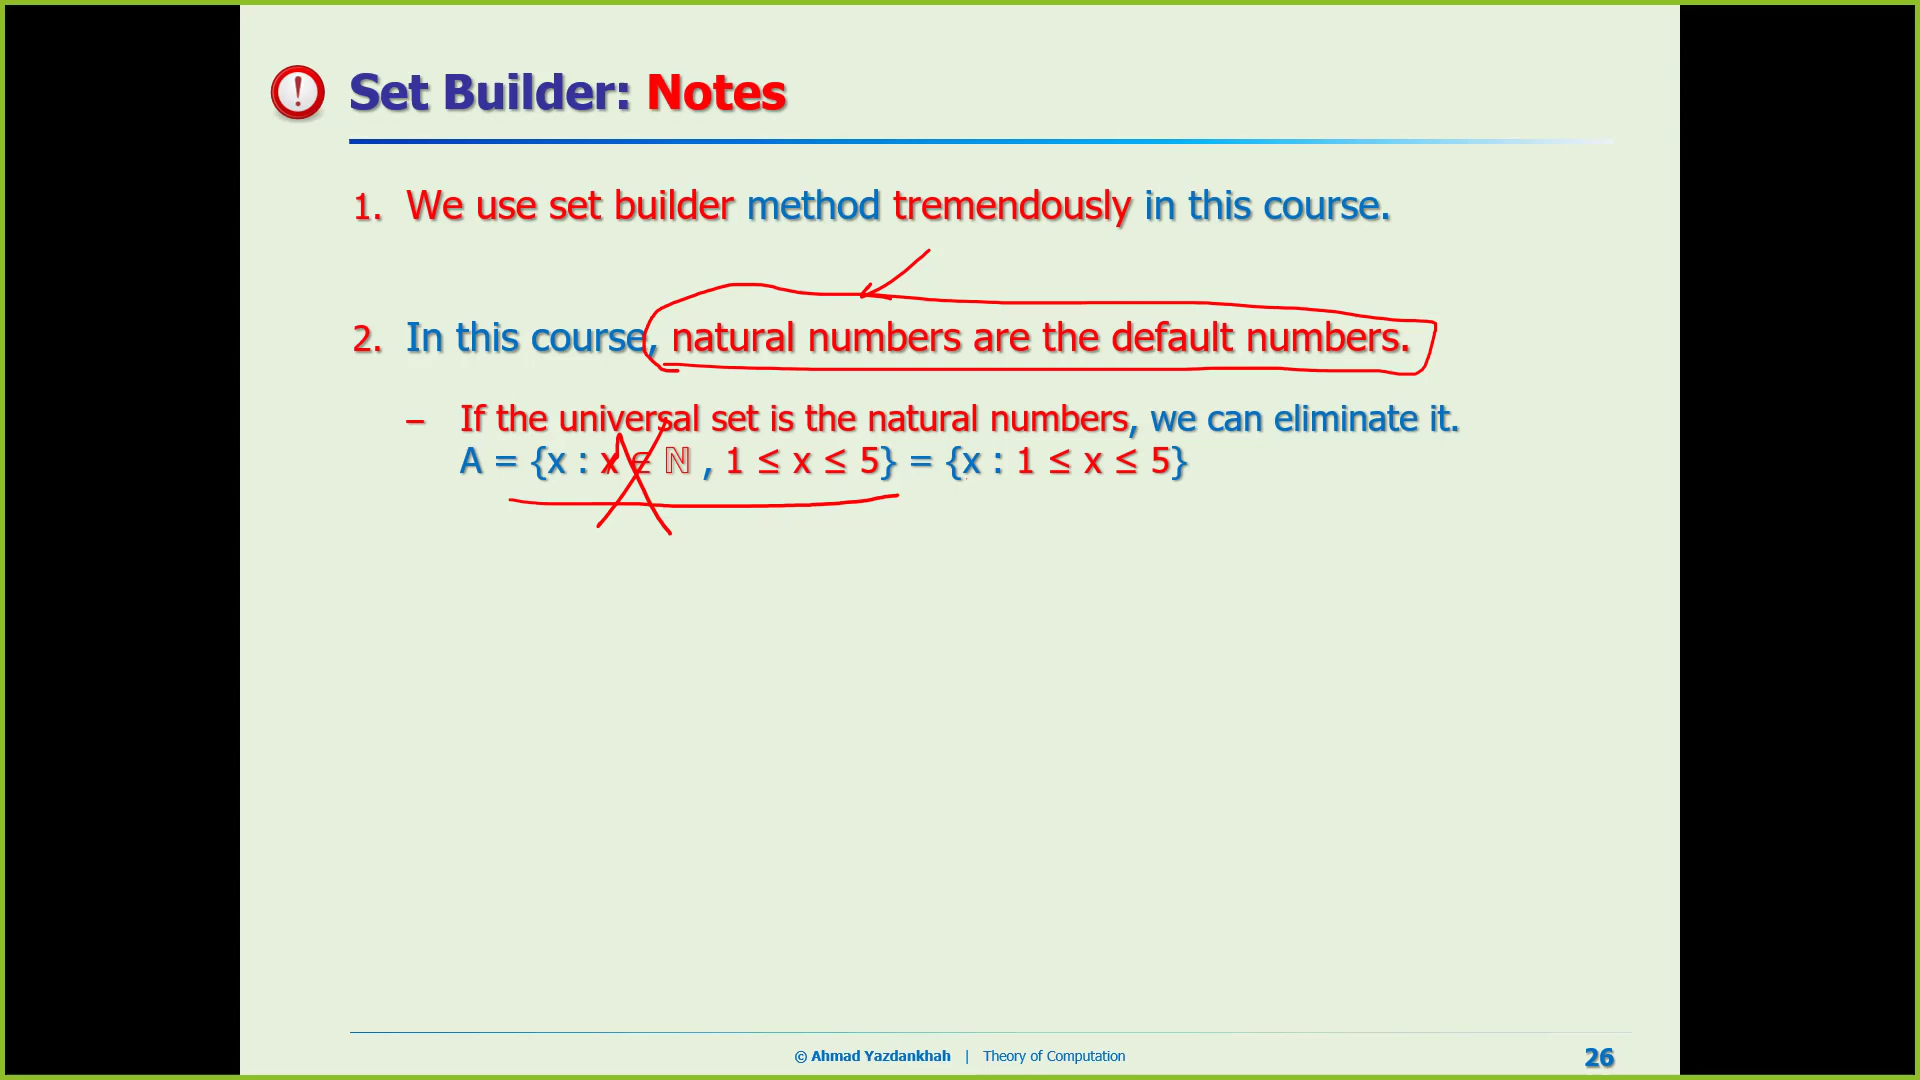 Set Builder: Notes
1. We use set builder method tremendously in this course.
2. In this course, natural numbers are the default numbers.
– If the universal set is the natural numbers, we can eliminate it.
A = {x : x ∈ ℕ , 1 ≤ x ≤ 5} = {x : 1 ≤ x ≤ 5}
© Ahmad Yazdankhah | Theory of Computation
26